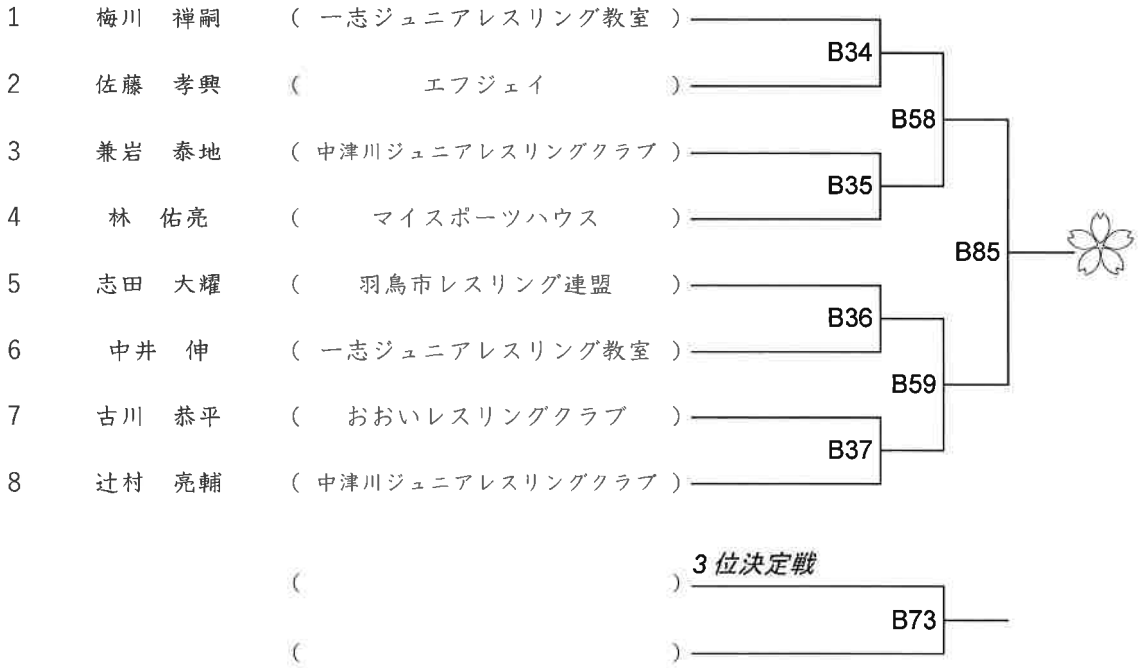 1 梅川 禅嗣 ( 一志ジュニアレスリング教室 )
B34
2 佐藤 孝興 ( エフジェイ )
B58
3 兼岩 泰地 ( 中津川ジュニアレスリングクラブ )
B35
4 林 佑亮 ( マイスポーツハウス )
B85
5 志田 大耀 ( 羽鳥市レスリング連盟 )
B36
6 中井 伸 ( 一志ジュニアレスリング教室 )
B59
7 古川 恭平 ( おおいレスリングクラブ )
B37
8 辻村 亮輔 ( 中津川ジュニアレスリングクラブ )
3位決定戦
( )
B73
( )